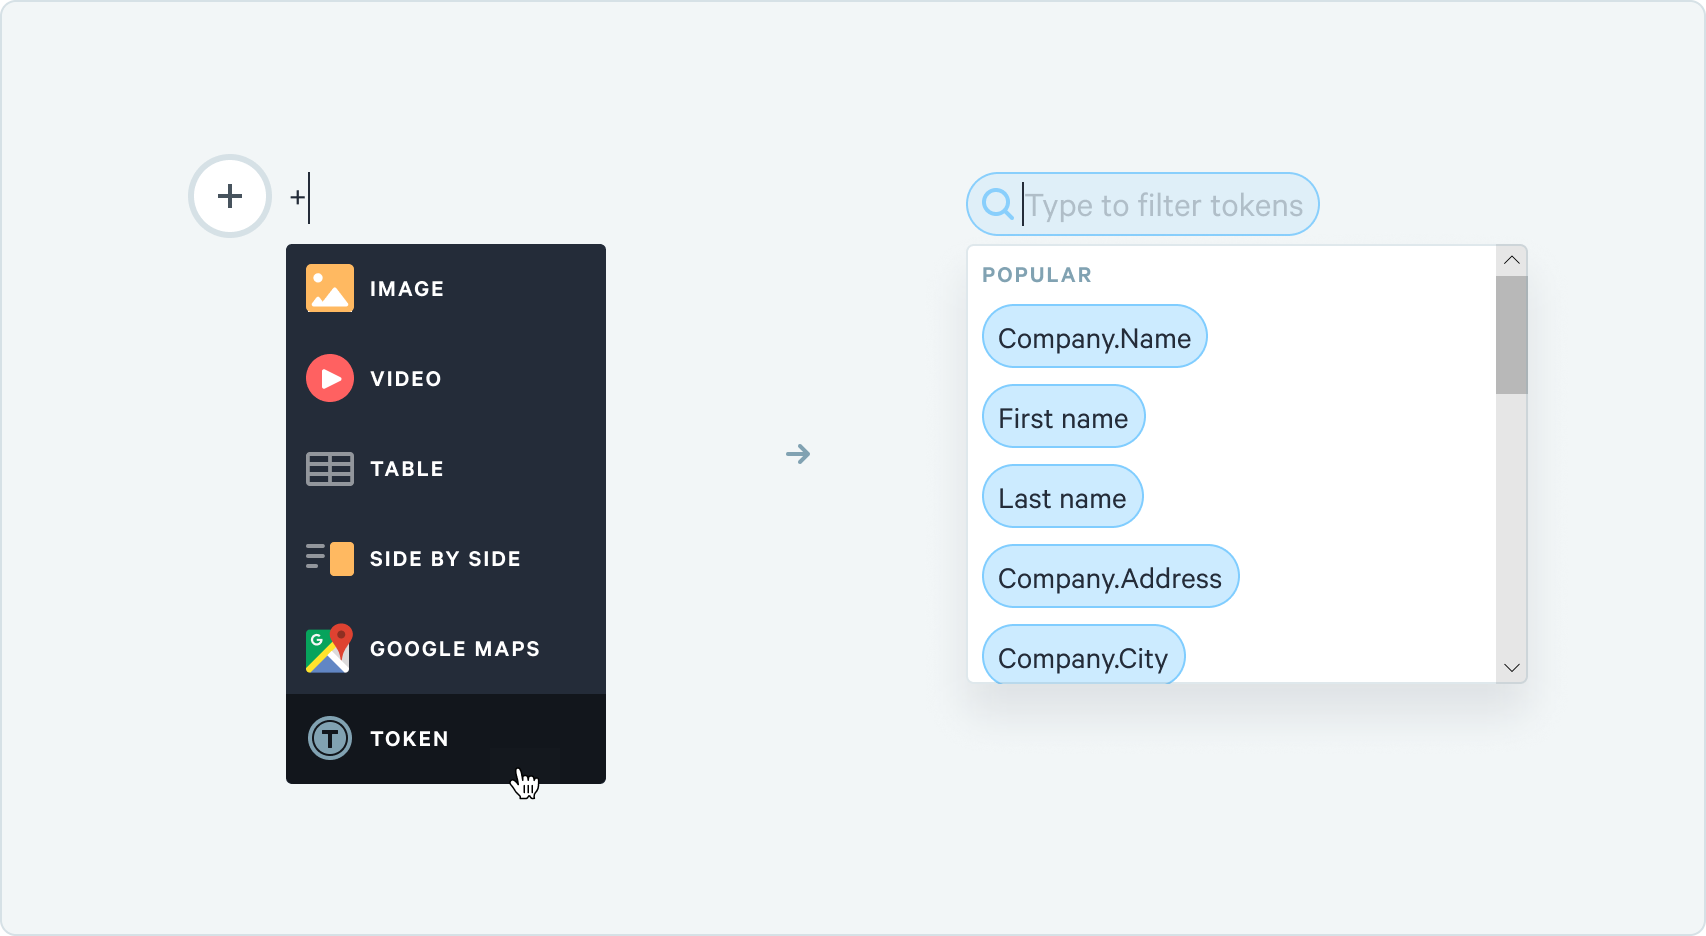 +
+
IMAGE
VIDEO
TABLE
SIDE BY SIDE
G
GOOGLE MAPS
T
TOKEN
Type to filter tokens
POPULAR
Company.Name
First name
Last name
Company.Address
Company.City